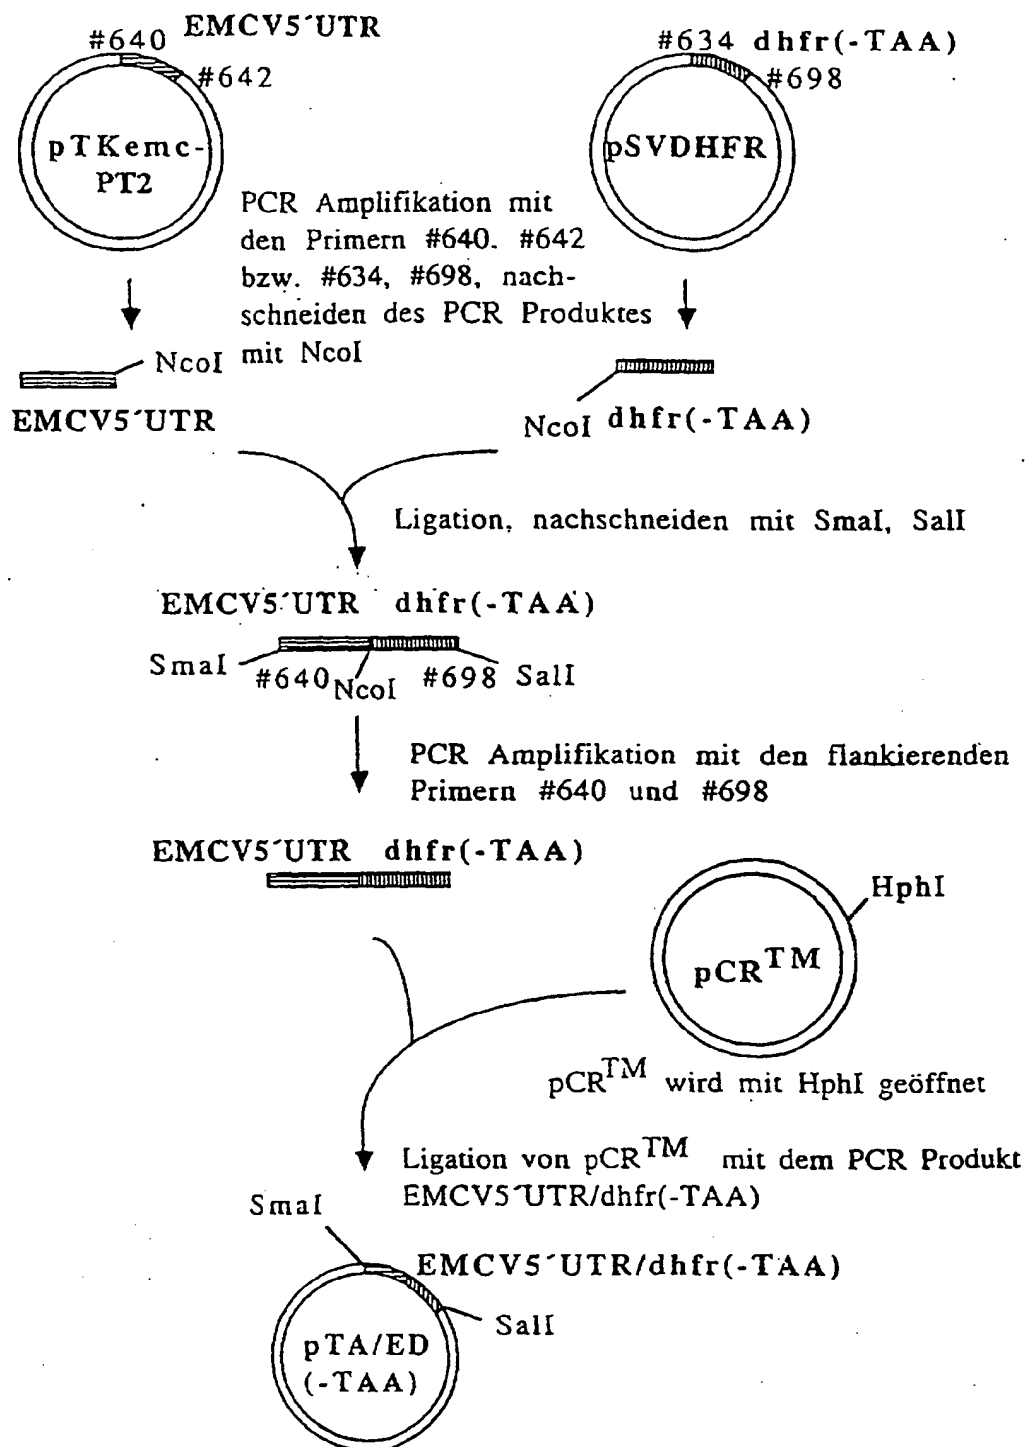 #640 EMCV5´UTR
#642
pTKemc-
PT2
#634 dhfr(-TAA)
#698
pSVDHFR
PCR Amplifikation mit
den Primern #640. #642
bzw. #634, #698, nach-
schneiden des PCR Produktes
mit NcoI
NcoI
EMCV5´UTR
NcoI dhfr(-TAA)
Ligation, nachschneiden mit SmaI, SalI
EMCV5´UTR dhfr(-TAA)
SmaI #640 NcoI #698 SalI
PCR Amplifikation mit den flankierenden
Primern #640 und #698
EMCV5´UTR dhfr(-TAA)
HphI
pCR™
pCR™ wird mit HphI geöffnet
Ligation von pCR™ mit dem PCR Produkt
EMCV5´UTR/dhfr(-TAA)
SmaI
EMCV5´UTR/dhfr(-TAA)
SalI
pTA/ED
(-TAA)